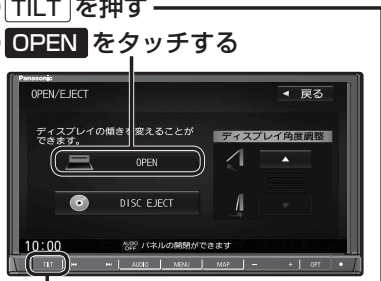 TILT を押す
OPEN をタッチする
Panasonic
OPEN/EJECT
◄ 戻る
ディスプレイの傾きを変えることが
できます。
ディスプレイ角度調整
OPEN
DISC EJECT
10:00
AUDIO OFF パネルの開閉ができます
TILT ⏮ ⏭ AUDIO MENU MAP − + OPT